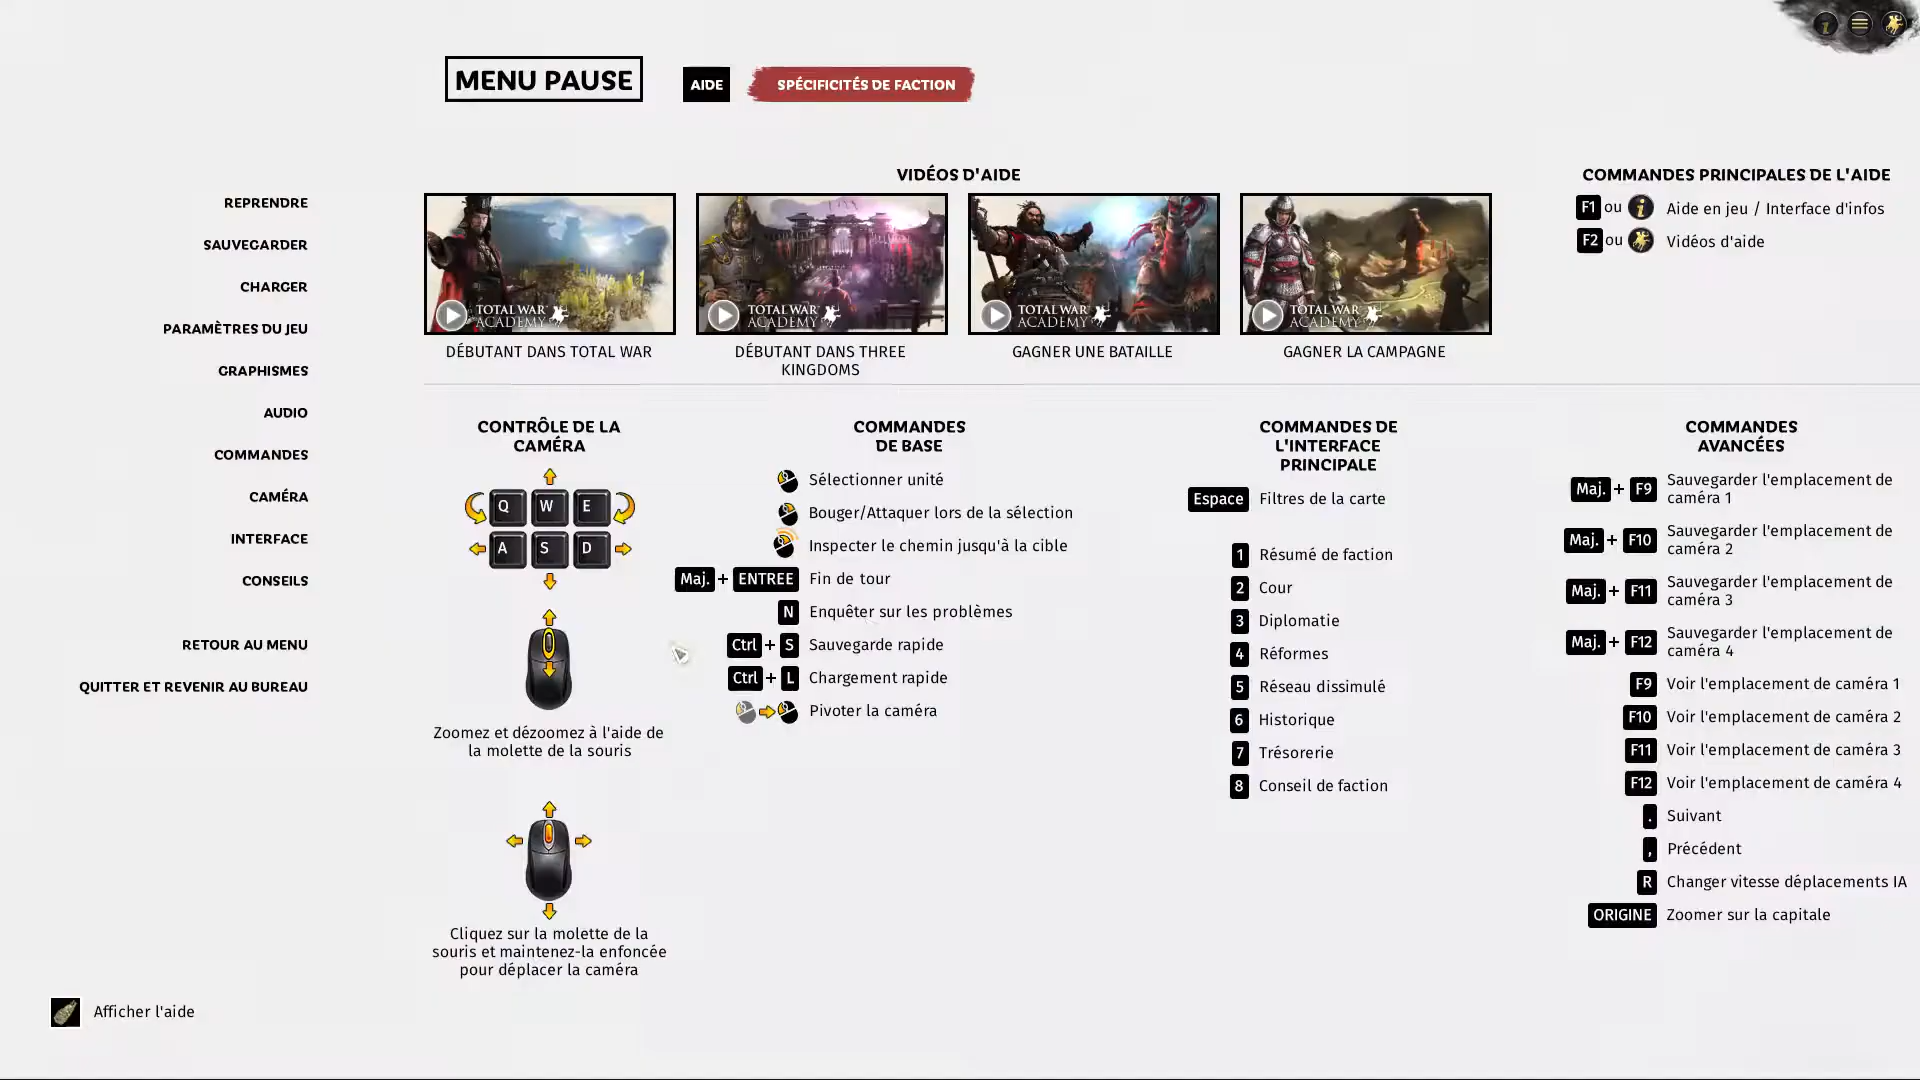 MENU PAUSE
AIDE
SPÉCIFICITÉS DE FACTION
REPRENDRE
SAUVEGARDER
CHARGER
PARAMÈTRES DU JEU
GRAPHISMES
AUDIO
COMMANDES
CAMÉRA
INTERFACE
CONSEILS
RETOUR AU MENU
QUITTER ET REVENIR AU BUREAU
Afficher l'aide
VIDÉOS D'AIDE
TOTAL WAR
ACADEMY
DÉBUTANT DANS TOTAL WAR
TOTAL WAR
ACADEMY
DÉBUTANT DANS THREE
KINGDOMS
TOTAL WAR
ACADEMY
GAGNER UNE BATAILLE
TOTAL WAR
ACADEMY
GAGNER LA CAMPAGNE
COMMANDES PRINCIPALES DE L'AIDE
F1 ou i Aide en jeu / Interface d'infos
F2 ou Vidéos d'aide
CONTRÔLE DE LA
CAMÉRA
Q W E
A S D
Zoomez et dézoomez à l'aide de
la molette de la souris
Cliquez sur la molette de la
souris et maintenez-la enfoncée
pour déplacer la caméra
COMMANDES
DE BASE
Sélectionner unité
Bouger/Attaquer lors de la sélection
Inspecter le chemin jusqu'à la cible
Maj. + ENTREE Fin de tour
N Enquêter sur les problèmes
Ctrl + S Sauvegarde rapide
Ctrl + L Chargement rapide
Pivoter la caméra
COMMANDES DE
L'INTERFACE
PRINCIPALE
Espace Filtres de la carte
1 Résumé de faction
2 Cour
3 Diplomatie
4 Réformes
5 Réseau dissimulé
6 Historique
7 Trésorerie
8 Conseil de faction
COMMANDES
AVANCÉES
Maj. + F9 Sauvegarder l'emplacement de
caméra 1
Maj. + F10 Sauvegarder l'emplacement de
caméra 2
Maj. + F11 Sauvegarder l'emplacement de
caméra 3
Maj. + F12 Sauvegarder l'emplacement de
caméra 4
F9 Voir l'emplacement de caméra 1
F10 Voir l'emplacement de caméra 2
F11 Voir l'emplacement de caméra 3
F12 Voir l'emplacement de caméra 4
. Suivant
, Précédent
R Changer vitesse déplacements IA
ORIGINE Zoomer sur la capitale